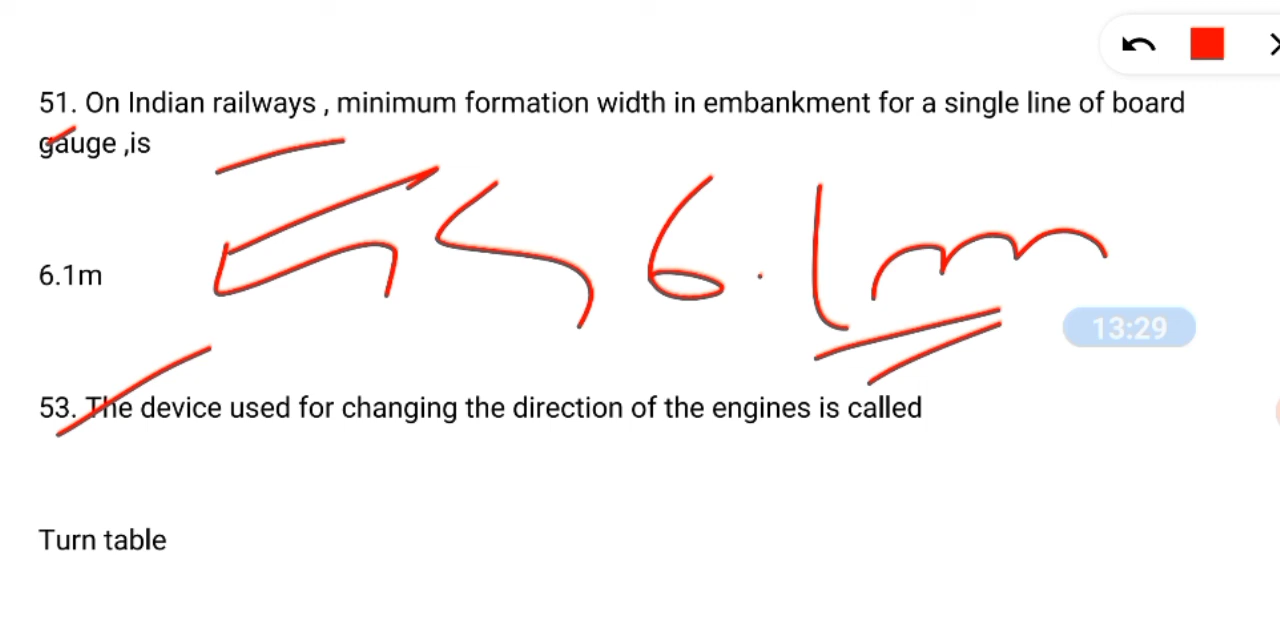 51. On Indian railways , minimum formation width in embankment for a single line of board
gauge ,is
6.1m
6.1m
13:29
53. The device used for changing the direction of the engines is called
Turn table